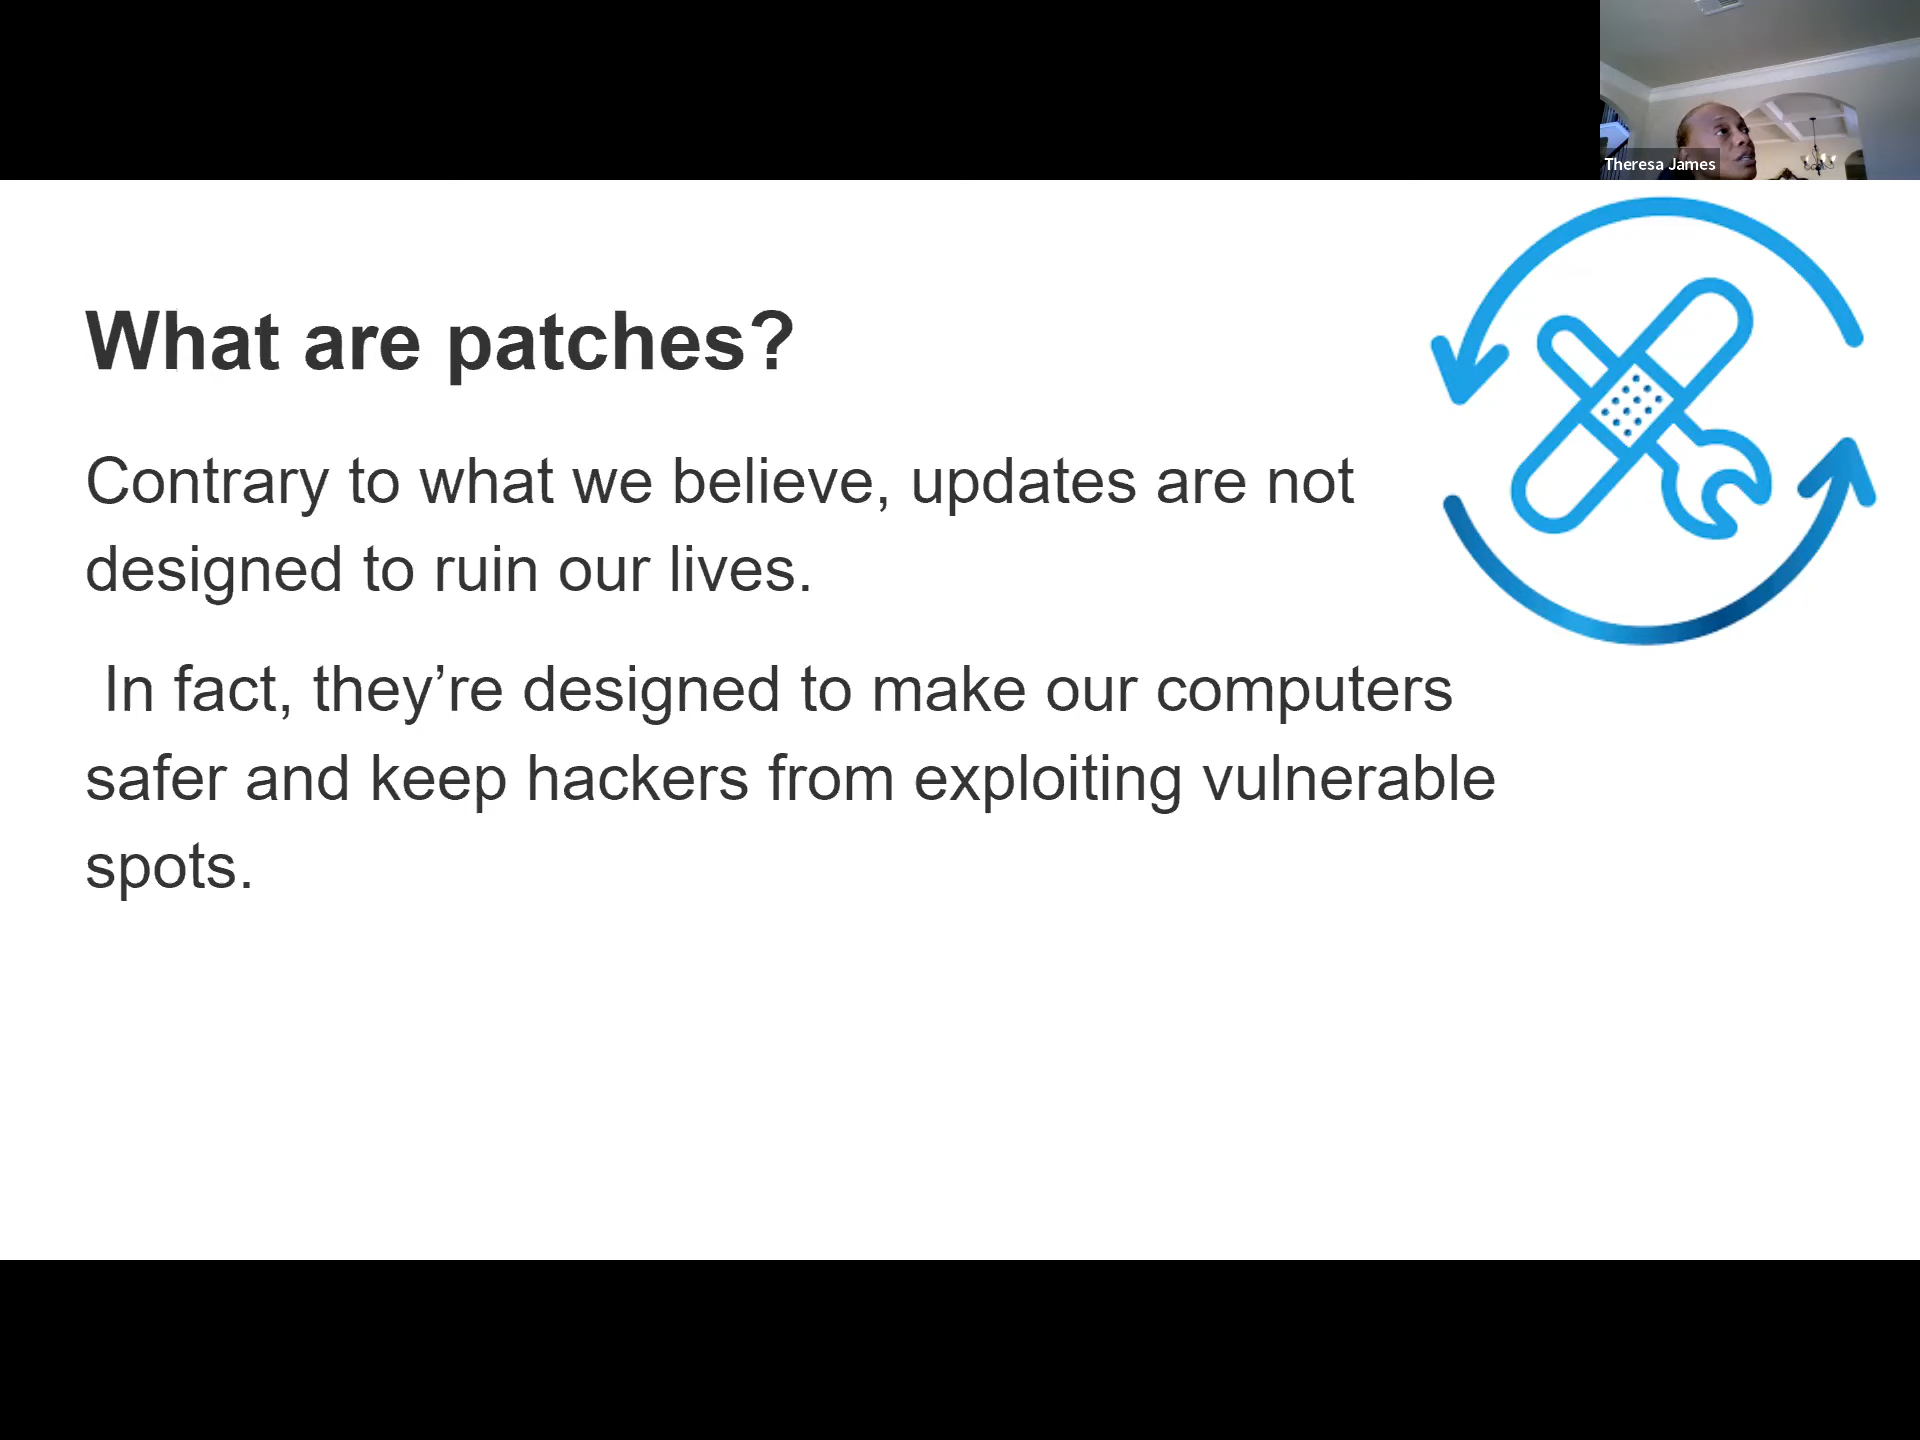 Theresa James
What are patches?
Contrary to what we believe, updates are not
designed to ruin our lives.
In fact, they’re designed to make our computers
safer and keep hackers from exploiting vulnerable
spots.